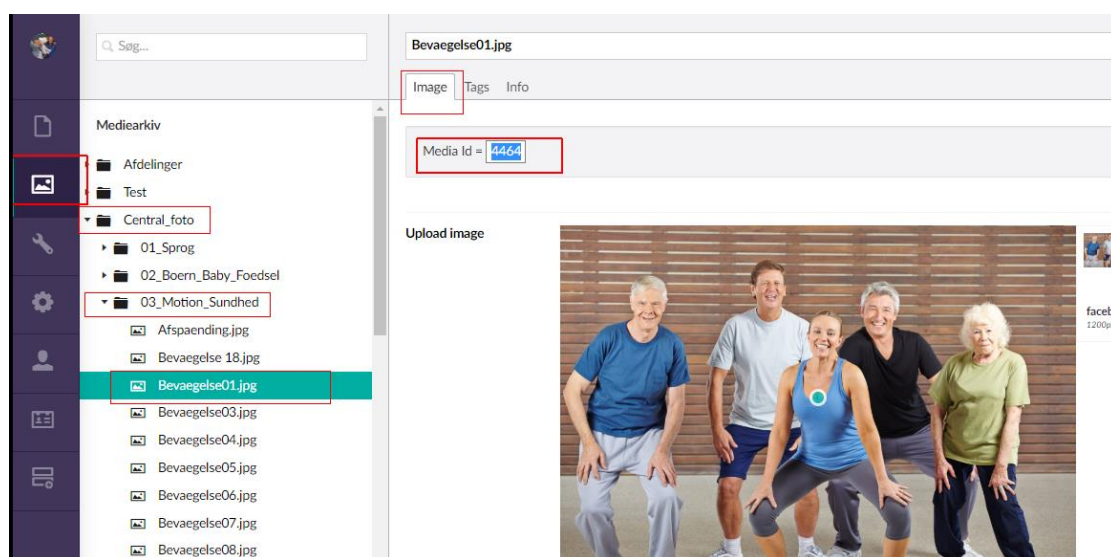 Søg...
Mediearkiv
Afdelinger
Test
Central_foto
01_Sprog
02_Boern_Baby_Foedsel
03_Motion_Sundhed
Afspaending.jpg
Bevaegelse 18.jpg
Bevaegelse01.jpg
Bevaegelse03.jpg
Bevaegelse04.jpg
Bevaegelse05.jpg
Bevaegelse06.jpg
Bevaegelse07.jpg
Bevaegelse08.jpg
Bevaegelse01.jpg
Image Tags Info
Media Id = 4464
Upload image
faceb
1200p